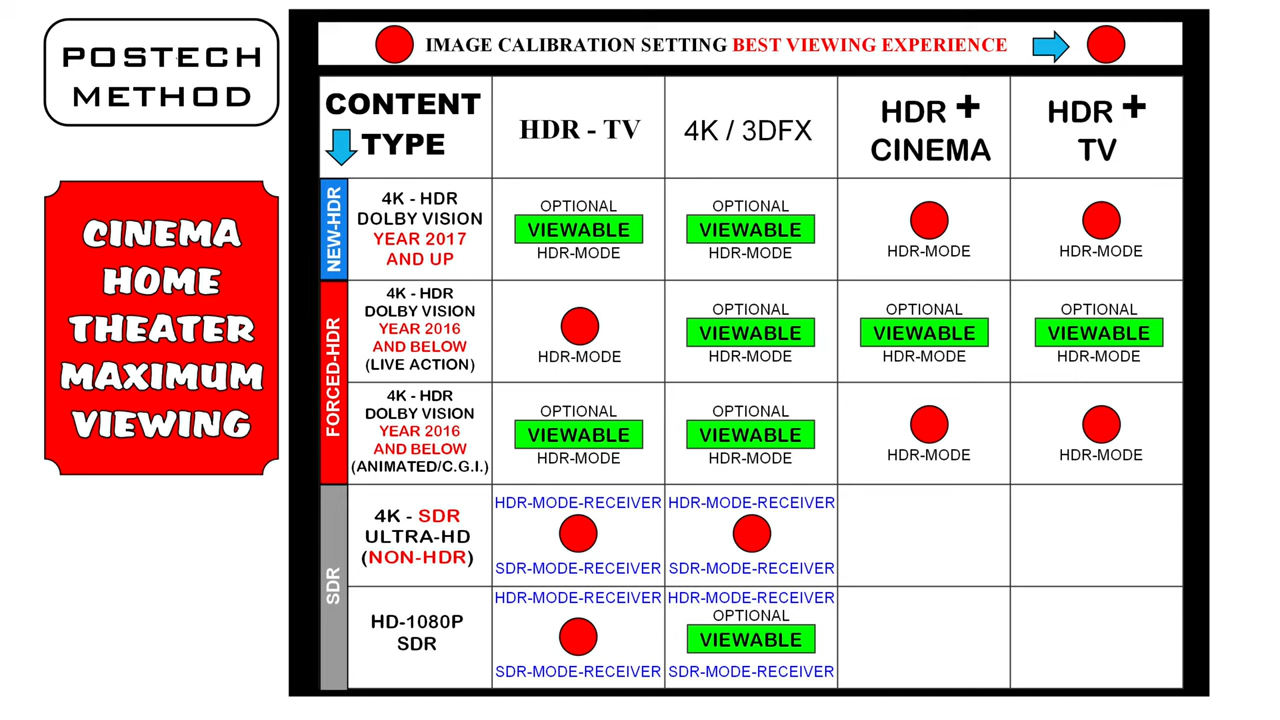 POSTECH
METHOD
CINEMA
HOME
THEATER
MAXIMUM
VIEWING
IMAGE CALIBRATION SETTING BEST VIEWING EXPERIENCE
CONTENT
TYPE
HDR - TV
4K / 3DFX
HDR +
CINEMA
HDR +
TV
NEW-HDR
4K - HDR
DOLBY VISION
YEAR 2017
AND UP
OPTIONAL
VIEWABLE
HDR-MODE
OPTIONAL
VIEWABLE
HDR-MODE
HDR-MODE
HDR-MODE
FORCED-HDR
4K - HDR
DOLBY VISION
YEAR 2016
AND BELOW
(LIVE ACTION)
HDR-MODE
OPTIONAL
VIEWABLE
HDR-MODE
OPTIONAL
VIEWABLE
HDR-MODE
OPTIONAL
VIEWABLE
HDR-MODE
4K - HDR
DOLBY VISION
YEAR 2016
AND BELOW
(ANIMATED/C.G.I.)
OPTIONAL
VIEWABLE
HDR-MODE
OPTIONAL
VIEWABLE
HDR-MODE
HDR-MODE
HDR-MODE
SDR
4K - SDR
ULTRA-HD
(NON-HDR)
HDR-MODE-RECEIVER
SDR-MODE-RECEIVER
HDR-MODE-RECEIVER
SDR-MODE-RECEIVER
HD-1080P
SDR
HDR-MODE-RECEIVER
SDR-MODE-RECEIVER
HDR-MODE-RECEIVER
OPTIONAL
VIEWABLE
SDR-MODE-RECEIVER